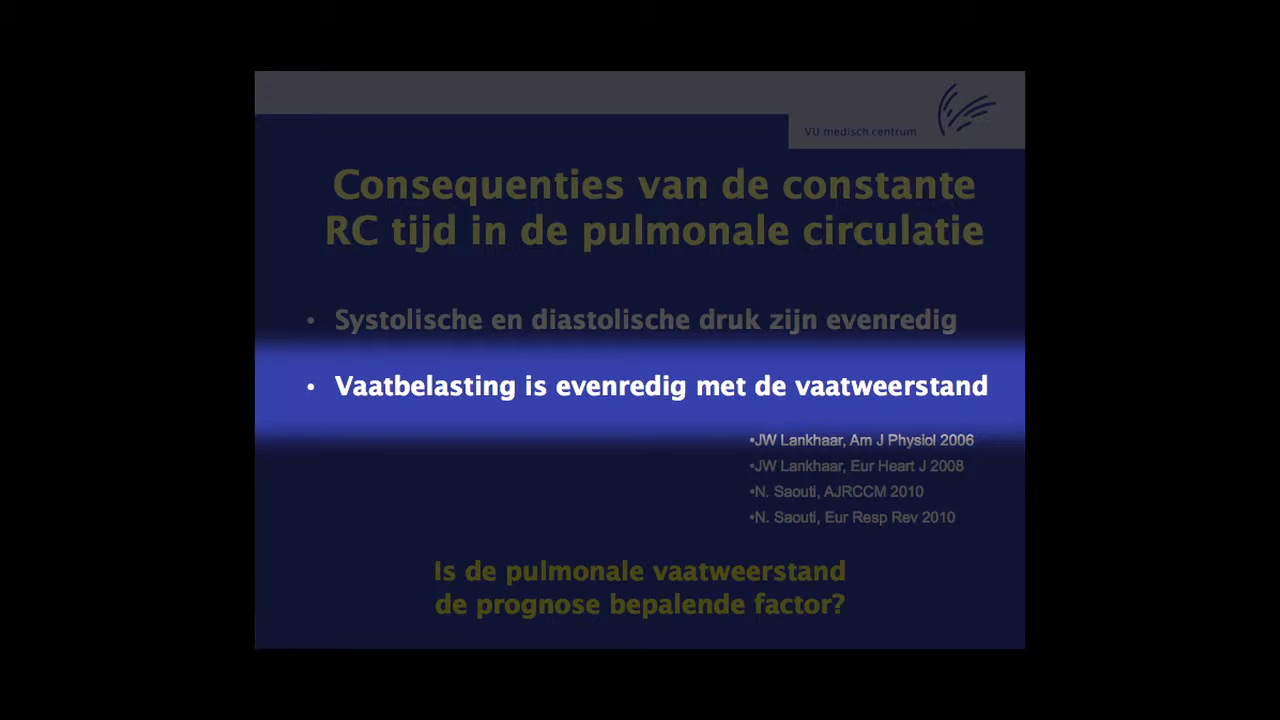 VU medisch centrum
Consequenties van de constante
RC tijd in de pulmonale circulatie
• Systolische en diastolische druk zijn evenredig
• Vaatbelasting is evenredig met de vaatweerstand
•JW Lankhaar, Am J Physiol 2006
•JW Lankhaar, Eur Heart J 2008
•N. Saouti, AJRCCM 2010
•N. Saouti, Eur Resp Rev 2010
Is de pulmonale vaatweerstand
de prognose bepalende factor?